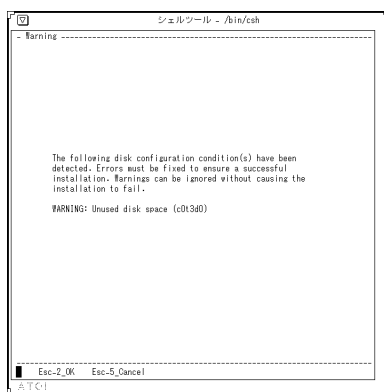 シェルツール - /bin/csh
- Warning ------------------------------------------------------------
The following disk configuration condition(s) have been
detected. Errors must be fixed to ensure a successful
installation. Warnings can be ignored without causing the
installation to fail.
WARNING: Unused disk space (c0t3d0)
Esc-2_OK Esc-5_Cancel